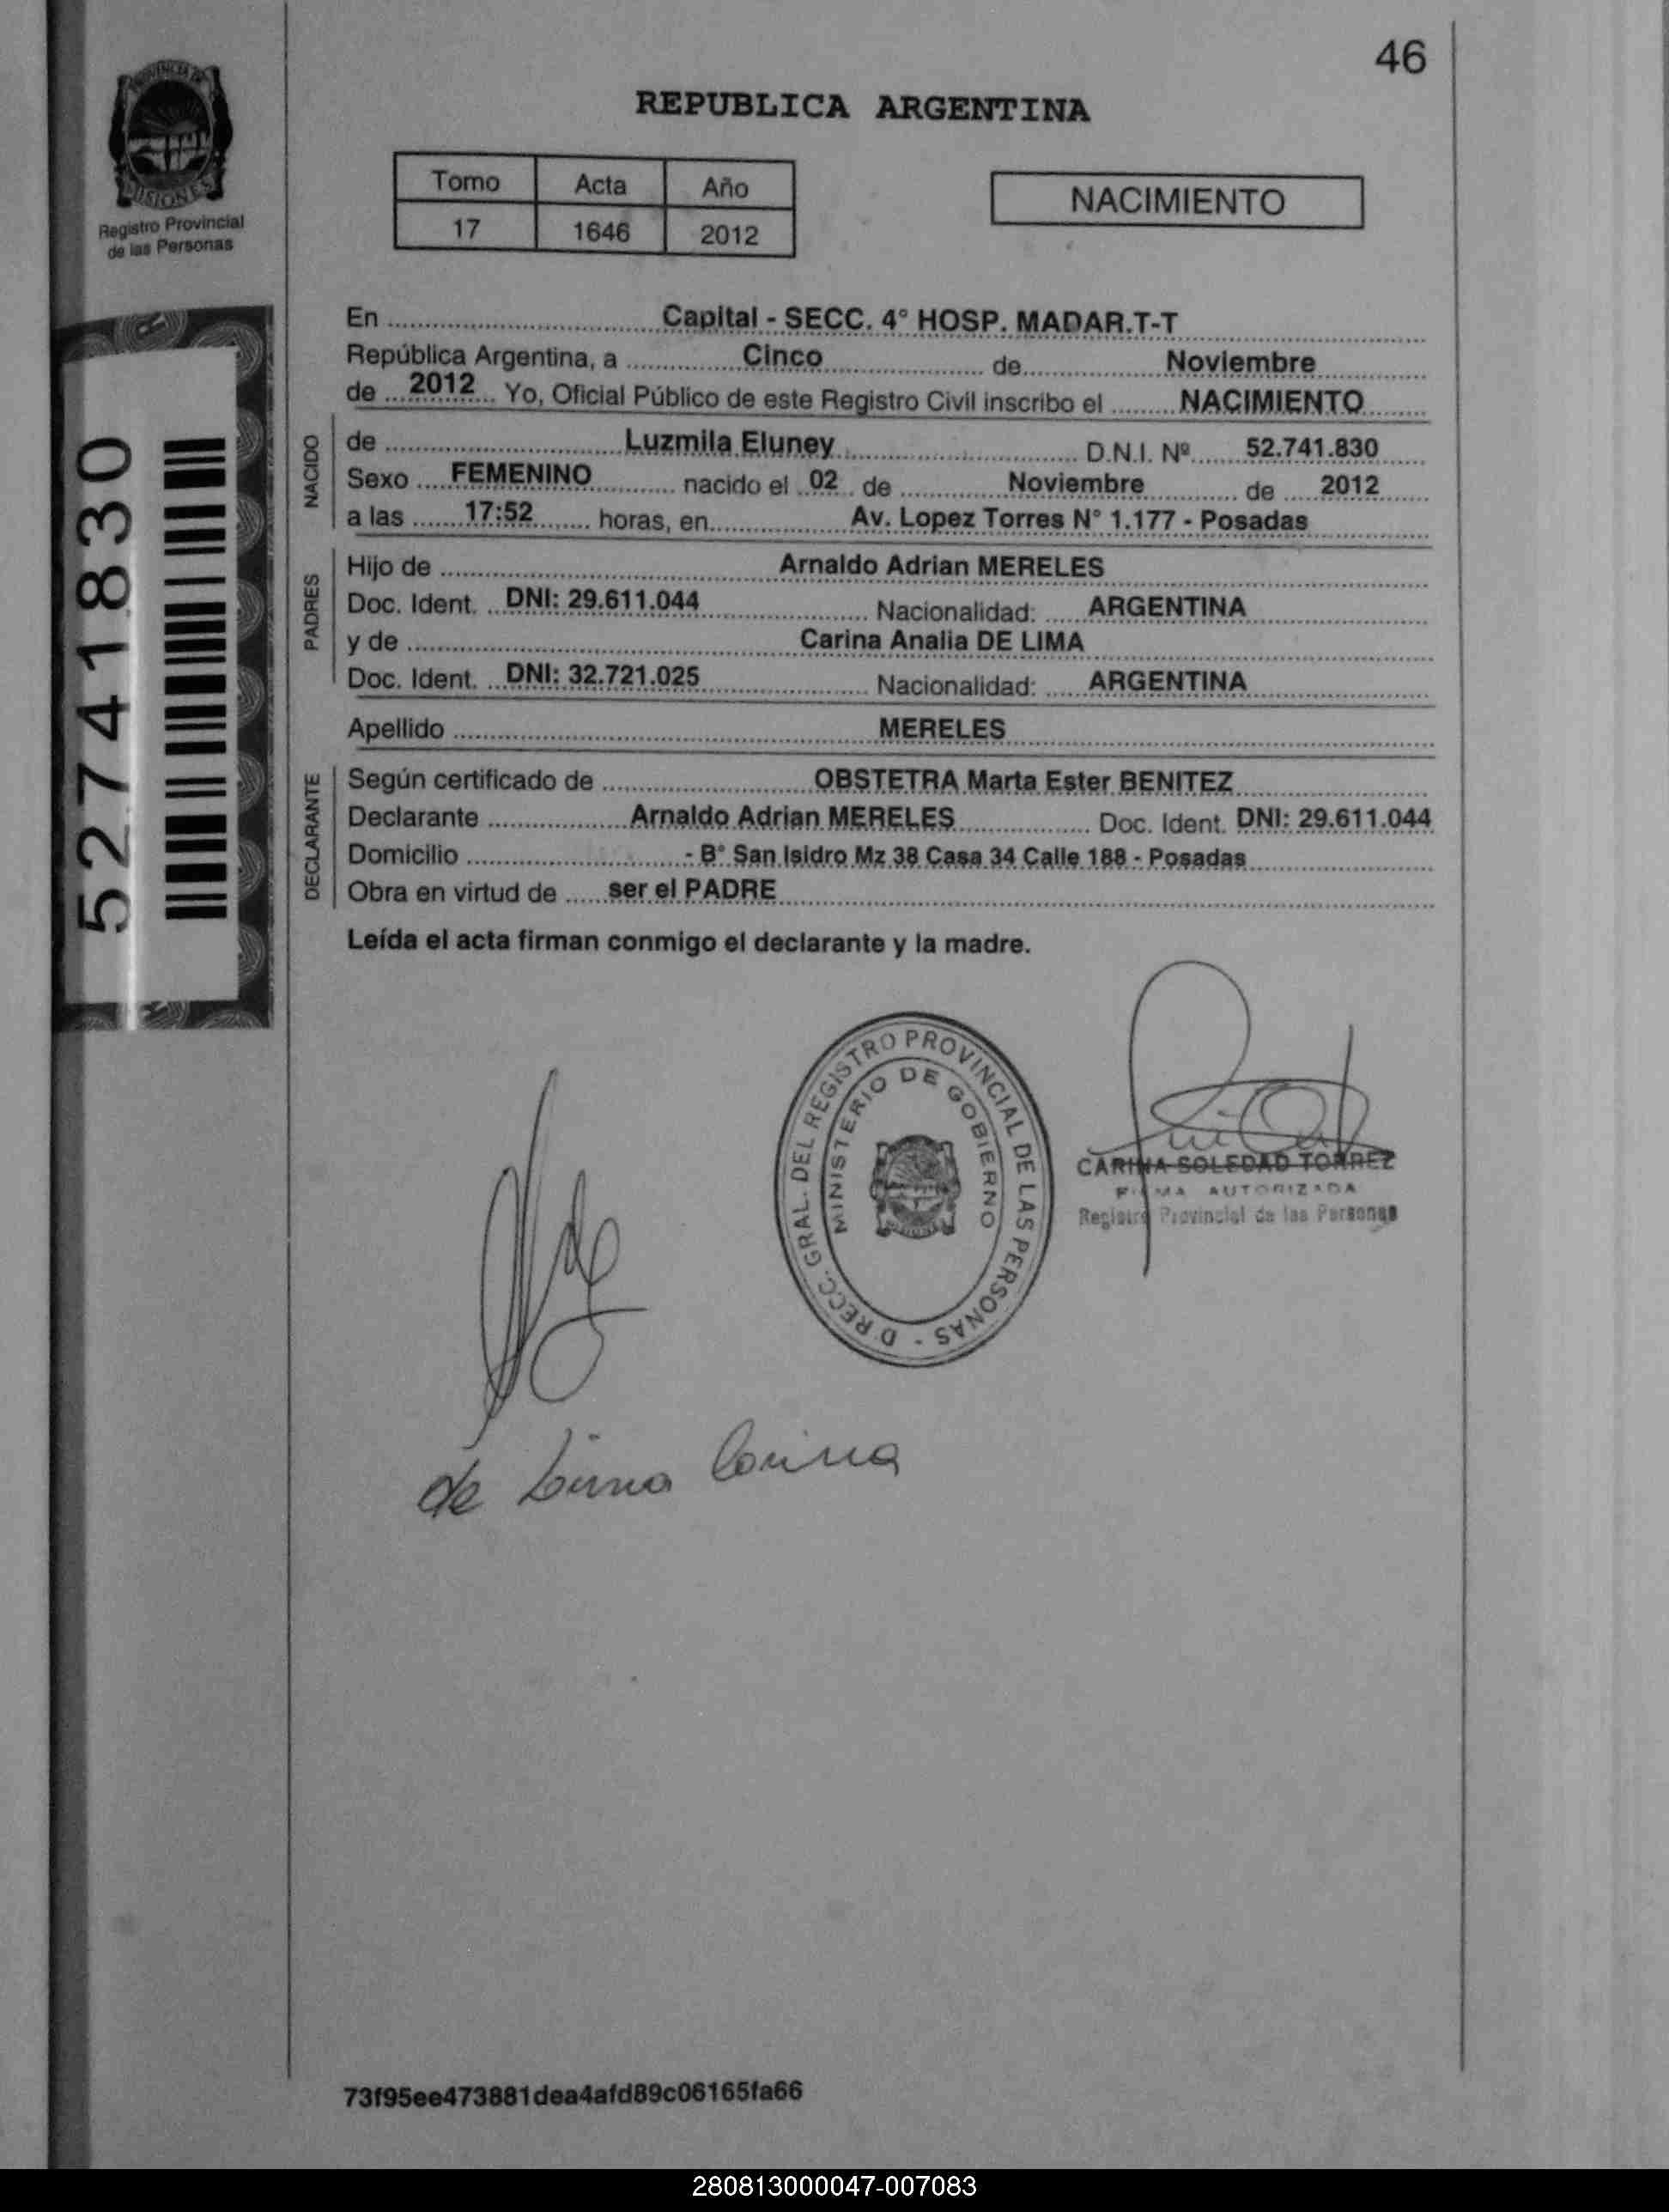 46
PROVINCIA DE
MISIONES
Registro Provincial
de las Personas
REPUBLICA ARGENTINA
Tomo Acta Año
17 1646 2012
NACIMIENTO
52741830
En Capital - SECC. 4° HOSP. MADAR.T-T
República Argentina, a Cinco de Noviembre
de 2012 Yo, Oficial Público de este Registro Civil inscribo el NACIMIENTO
NACIDO
de Luzmila Eluney D.N.I. Nº 52.741.830
Sexo FEMENINO nacido el 02 de Noviembre de 2012
a las 17:52 horas, en Av. Lopez Torres N° 1.177 - Posadas
PADRES
Hijo de Arnaldo Adrian MERELES
Doc. Ident. DNI: 29.611.044 Nacionalidad: ARGENTINA
y de Carina Analia DE LIMA
Doc. Ident. DNI: 32.721.025 Nacionalidad: ARGENTINA
Apellido MERELES
DECLARANTE
Según certificado de OBSTETRA Marta Ester BENITEZ
Declarante Arnaldo Adrian MERELES Doc. Ident. DNI: 29.611.044
Domicilio - B° San Isidro Mz 38 Casa 34 Calle 188 - Posadas
Obra en virtud de ser el PADRE
Leída el acta firman conmigo el declarante y la madre.
D RECC. GRAL. DEL REGISTRO PROVINCIAL DE LAS PERSONAS -
MINISTERIO DE GOBIERNO
CARINA SOLEDAD TORREZ
FIRMA AUTORIZADA
Registro Provincial de las Personas
de Lima Carina
73f95ee473881dea4afd89c06165fa66
280813000047-007083